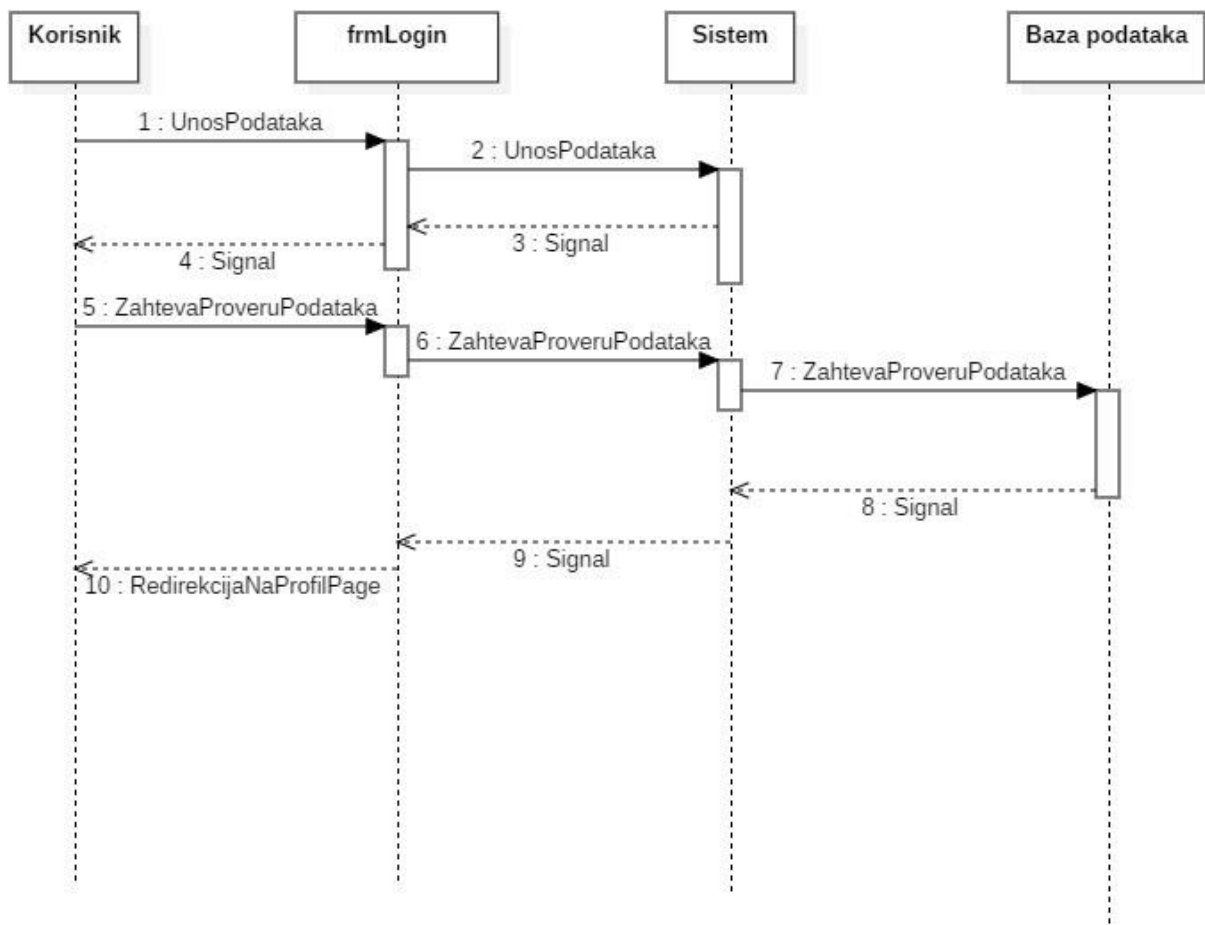 Korisnik
frmLogin
Sistem
Baza podataka
1 : UnosPodataka
2 : UnosPodataka
3 : Signal
4 : Signal
5 : ZahtevaProveruPodataka
6 : ZahtevaProveruPodataka
7 : ZahtevaProveruPodataka
8 : Signal
9 : Signal
10 : RedirekcijaNaProfilPage